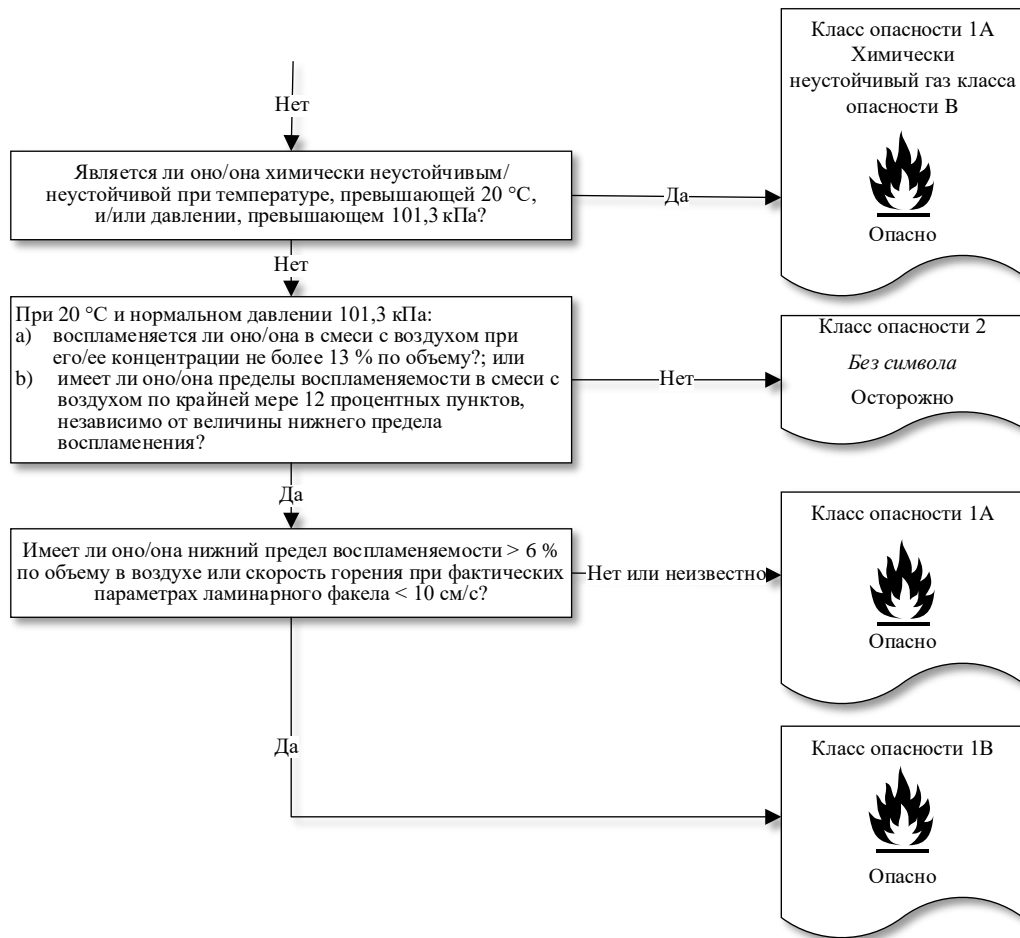 Нет
Является ли оно/она химически неустойчивым/
неустойчивой при температуре, превышающей 20 °C,
и/или давлении, превышающем 101,3 кПа?
Да
Класс опасности 1A
Химически
неустойчивый газ класса
опасности B
Опасно
Нет
При 20 °C и нормальном давлении 101,3 кПа:
a) воспламеняется ли оно/она в смеси с воздухом при
его/ее концентрации не более 13 % по объему?; или
b) имеет ли оно/она пределы воспламеняемости в смеси с
воздухом по крайней мере 12 процентных пунктов,
независимо от величины нижнего предела
воспламенения?
Нет
Класс опасности 2
Без символа
Осторожно
Да
Имеет ли оно/она нижний предел воспламеняемости > 6 %
по объему в воздухе или скорость горения при фактических
параметрах ламинарного факела < 10 см/с?
Нет или неизвестно
Класс опасности 1A
Опасно
Да
Класс опасности 1B
Опасно